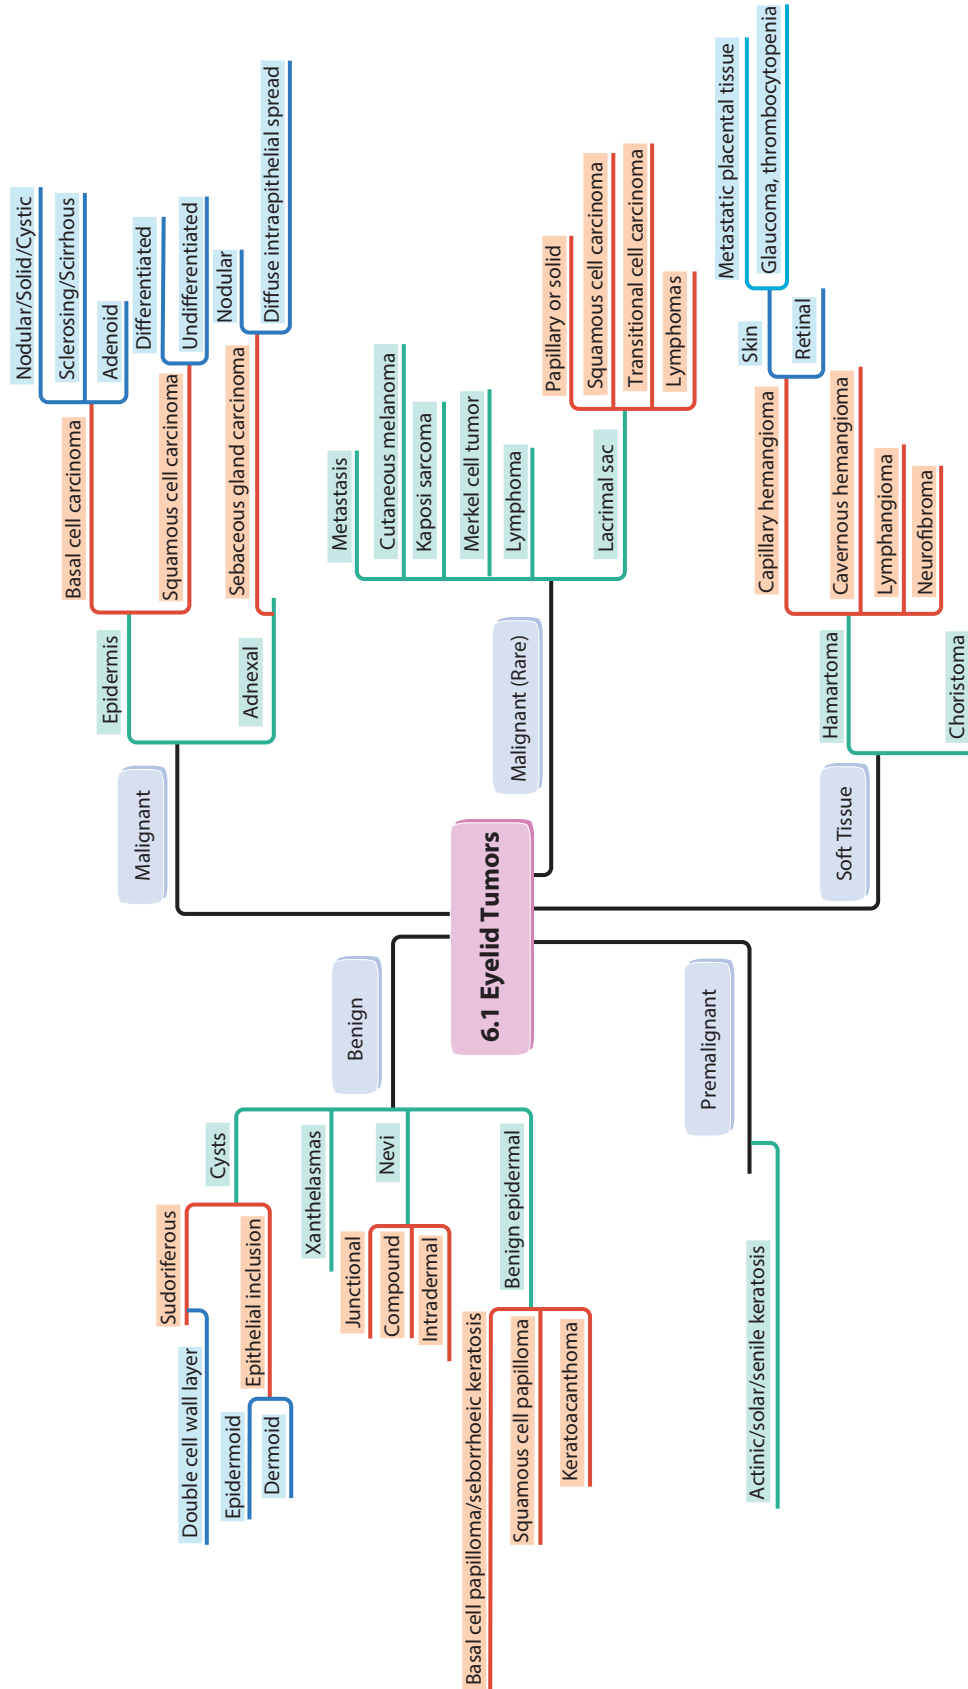 6.1 Eyelid Tumors
Benign
Cysts
Sudoriferous
Double cell wall layer
Epithelial inclusion
Epidermoid
Dermoid
Xanthelasmas
Nevi
Junctional
Compound
Intradermal
Benign epidermal
Basal cell papilloma/seborrhoeic keratosis
Squamous cell papilloma
Keratoacanthoma
Premalignant
Actinic/solar/senile keratosis
Malignant
Epidermis
Basal cell carcinoma
Nodular/Solid/Cystic
Sclerosing/Scirrhous
Adenoid
Squamous cell carcinoma
Differentiated
Undifferentiated
Adnexal
Sebaceous gland carcinoma
Nodular
Diffuse intraepithelial spread
Malignant (Rare)
Metastasis
Cutaneous melanoma
Kaposi sarcoma
Merkel cell tumor
Lymphoma
Lacrimal sac
Papillary or solid
Squamous cell carcinoma
Transitional cell carcinoma
Lymphomas
Soft Tissue
Hamartoma
Capillary hemangioma
Skin
Metastatic placental tissue
Glaucoma, thrombocytopenia
Retinal
Cavernous hemangioma
Lymphangioma
Neurofibroma
Choristoma